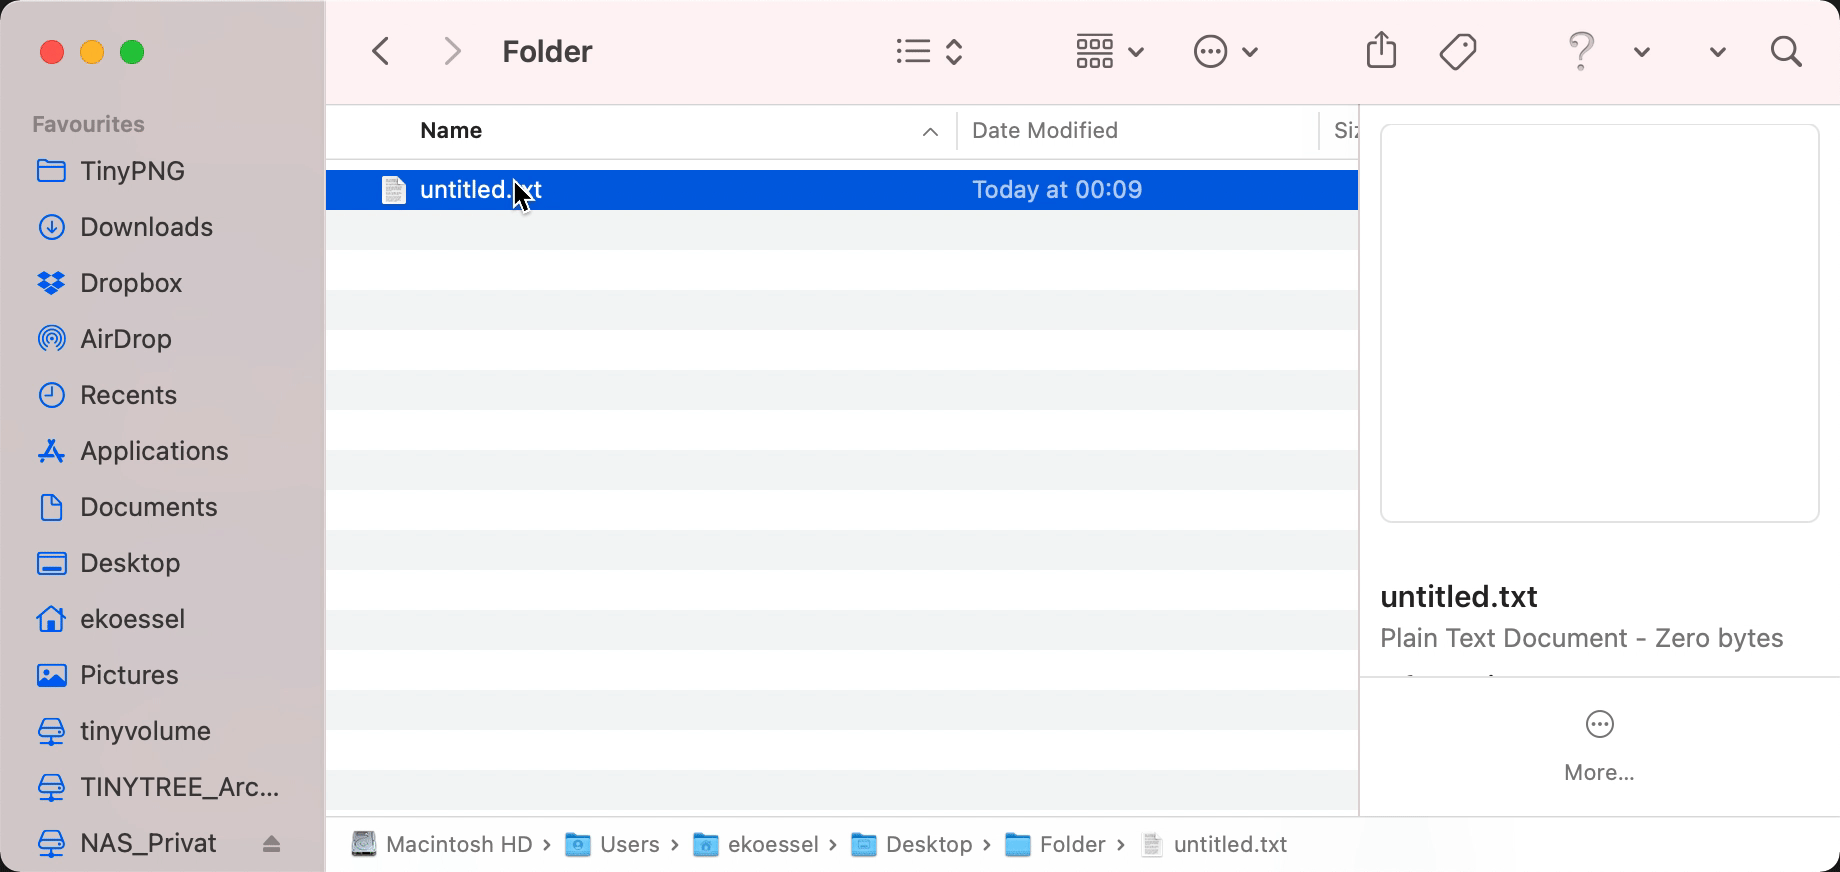 Folder
Favourites
TinyPNG
Downloads
Dropbox
AirDrop
Recents
Applications
Documents
Desktop
ekoessel
Pictures
tinyvolume
TINYTREE_Arc...
NAS_Privat
Name Date Modified
untitled.txt Today at 00:09
untitled.txt
Plain Text Document - Zero bytes
More...
Macintosh HD › Users › ekoessel › Desktop › Folder › untitled.txt